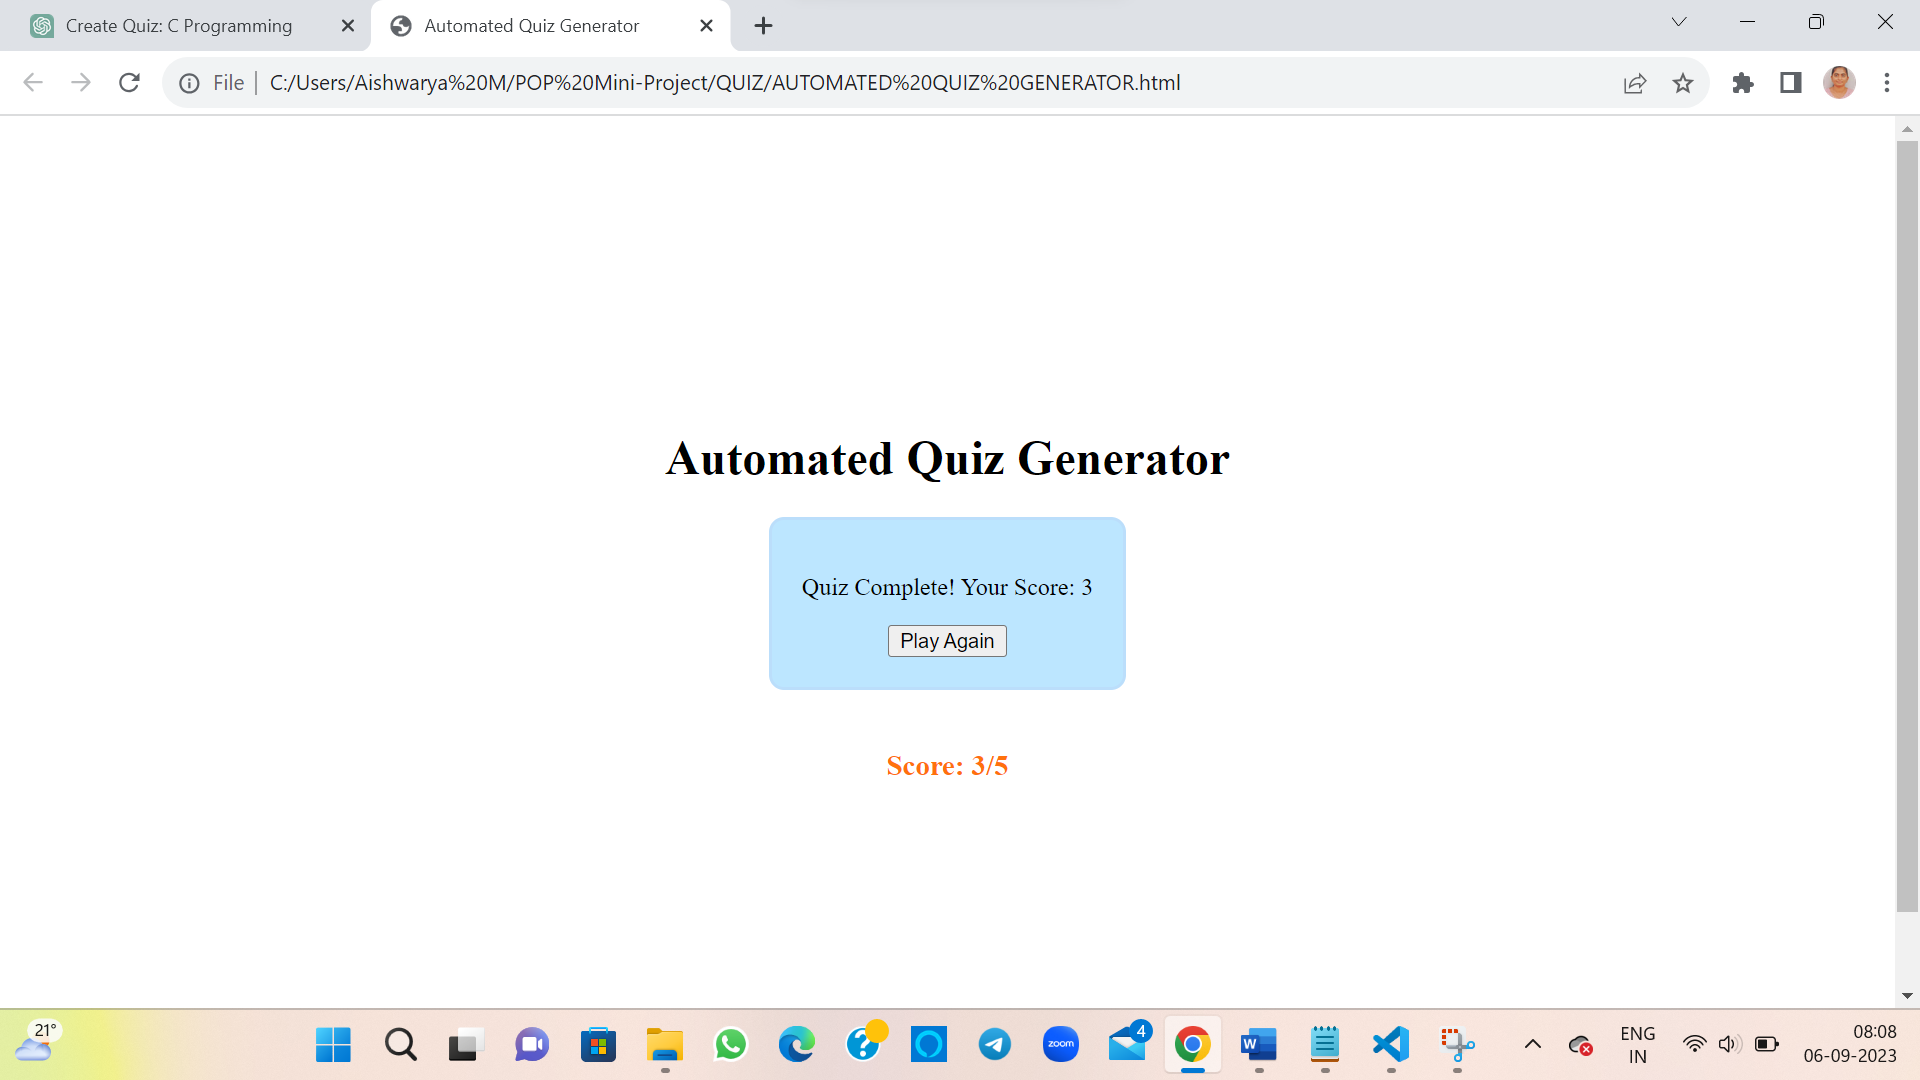 Create Quiz: C Programming
Automated Quiz Generator
File
C:/Users/Aishwarya%20M/POP%20Mini-Project/QUIZ/AUTOMATED%20QUIZ%20GENERATOR.html
Automated Quiz Generator
Quiz Complete! Your Score: 3
Play Again
Score: 3/5
21°
zoom
4
W
ENG
IN
08:08
06-09-2023